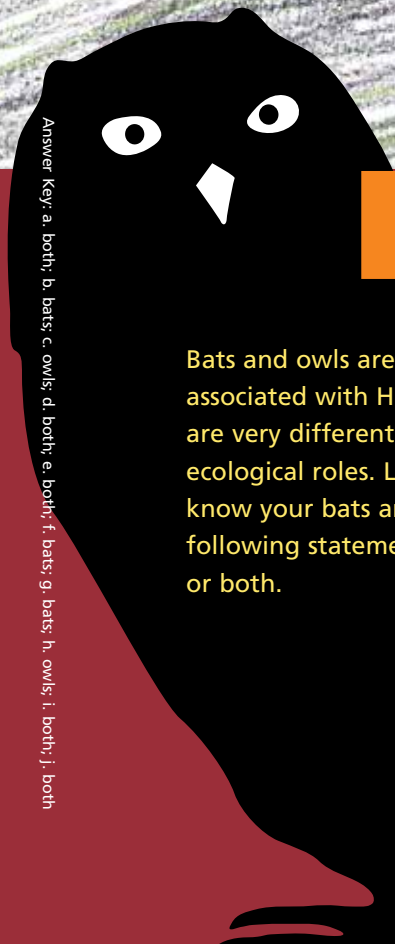 Bats and owls are
associated with H
are very different
ecological roles. L
know your bats a
following stateme
or both.
Answer Key: a. both; b. bats; c. owls; d. both; e. both; f. bats; g. bats; h. owls; i. both; j. both